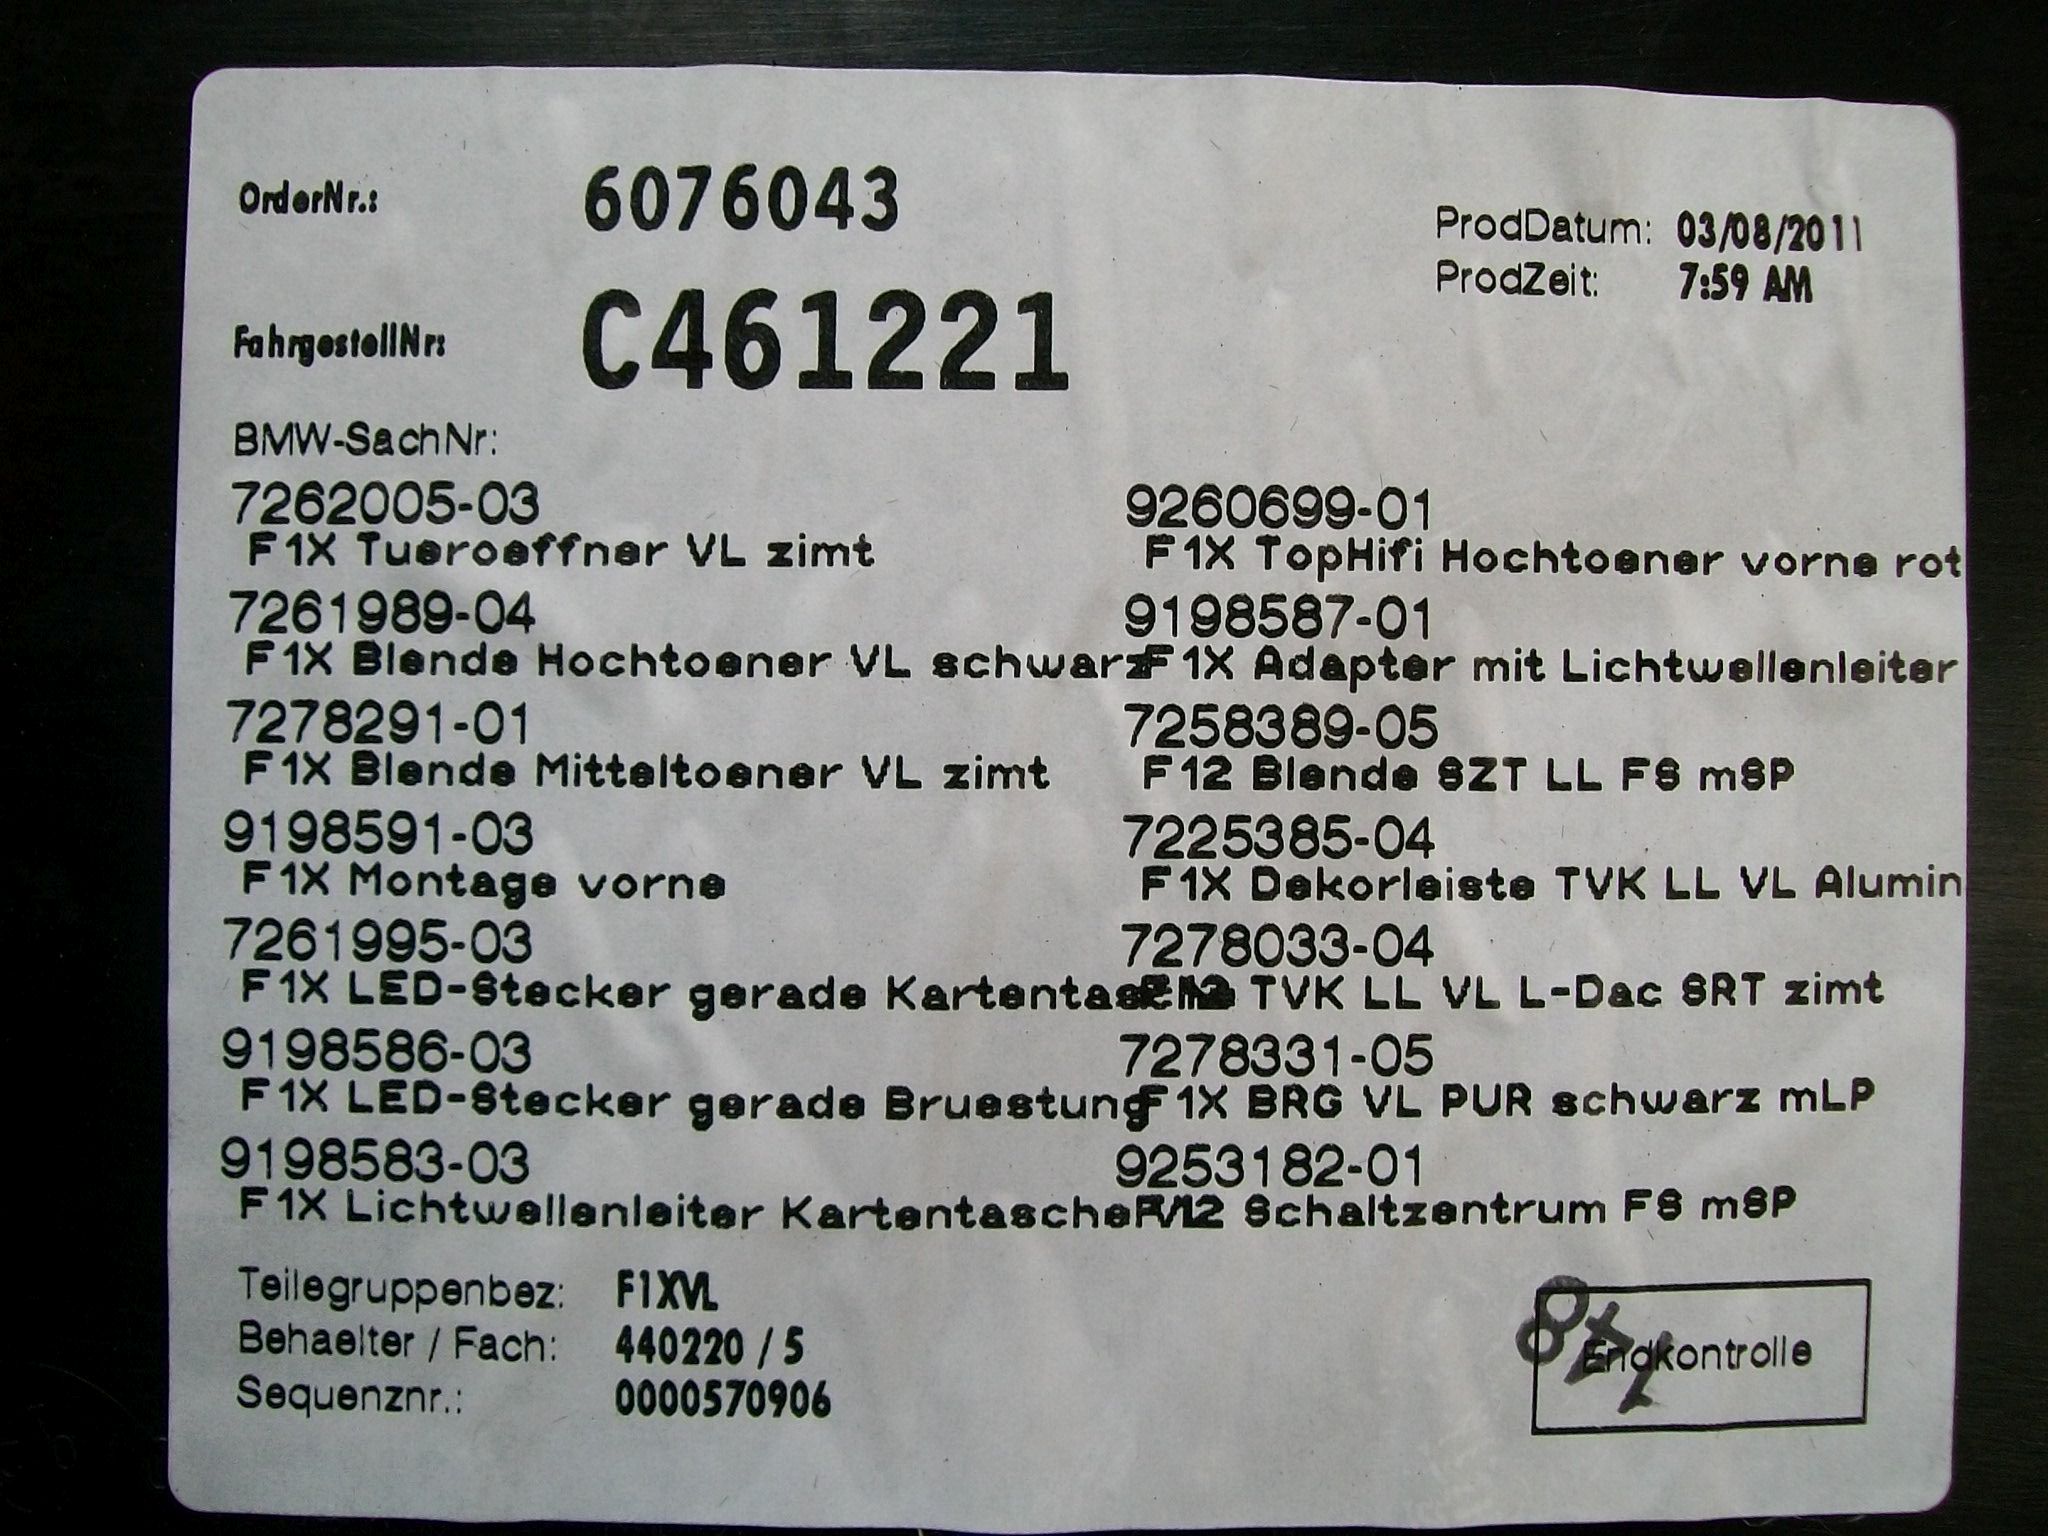 OrderNr.: 6076043
ProdDatum: 03/08/2011
ProdZeit: 7:59 AM
FahrgestellNr: C461221
BMW-SachNr:
7262005-03
F1X Tueroeffner VL zimt
7261989-04
F1X Blende Hochtoener VL schwarz
7278291-01
F1X Blende Mitteltoener VL zimt
9198591-03
F1X Montage vorne
7261995-03
F1X LED-Stecker gerade Kartentasche
9198586-03
F1X LED-Stecker gerade Bruestung
9198583-03
F1X Lichtwellenleiter Kartentasche
9260699-01
F1X TopHifi Hochtoener vorne rot
9198587-01
F1X Adapter mit Lichtwellenleiter
7258389-05
F12 Blende SZT LL FS mSP
7225385-04
F1X Dekorleiste TVK LL VL Alumin
7278033-04
F12 TVK LL VL L-Dac SRT zimt
7278331-05
F1X BRG VL PUR schwarz mLP
9253182-01
F12 Schaltzentrum FS mSP
Teilegruppenbez: F1XVL
Behaelter / Fach: 440220 / 5
Sequenznr.: 0000570906
Endkontrolle